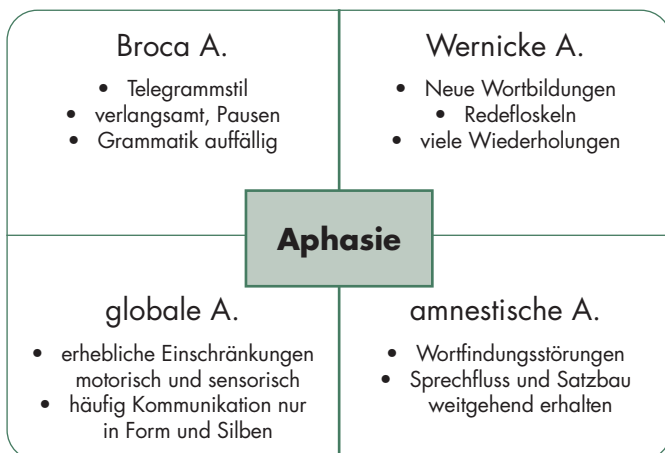 Broca A.
• Telegrammstil
• verlangsamt, Pausen
• Grammatik auffällig
Wernicke A.
• Neue Wortbildungen
• Redefloskeln
• viele Wiederholungen
Aphasie
globale A.
• erhebliche Einschränkungen
motorisch und sensorisch
• häufig Kommunikation nur
in Form und Silben
amnestische A.
• Wortfindungsstörungen
• Sprechfluss und Satzbau
weitgehend erhalten